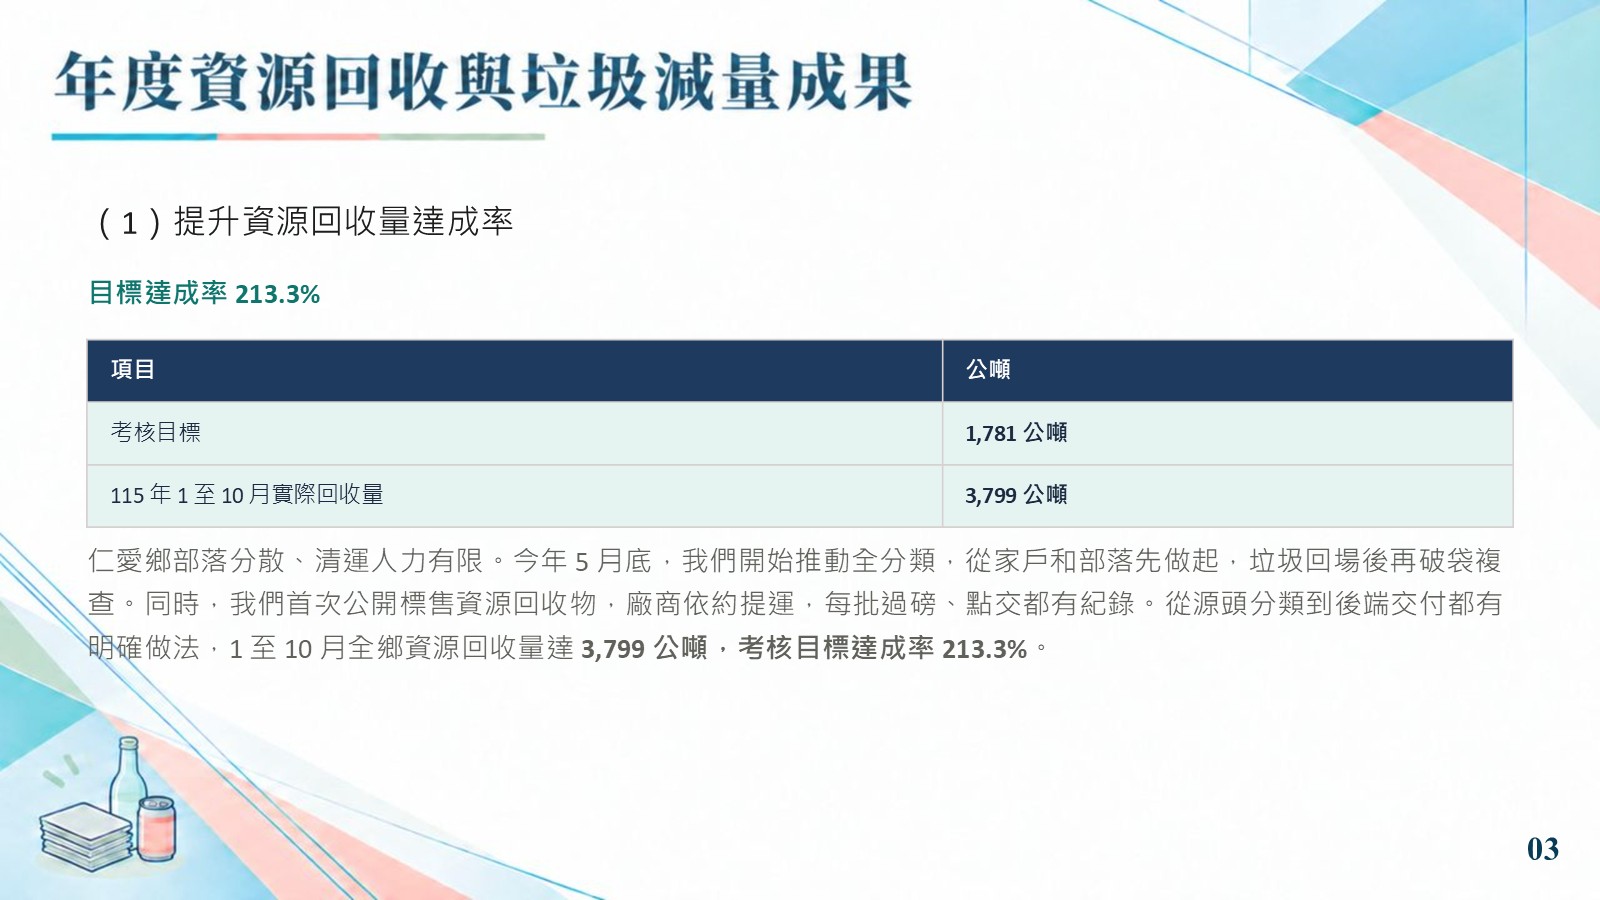 年度資源回收與垃圾減量成果
（1）提升資源回收量達成率
目標達成率 213.3%
項目 公噸
考核目標 1,781 公噸
115 年 1 至 10 月實際回收量 3,799 公噸
仁愛鄉部落分散、清運人力有限。今年 5 月底，我們開始推動全分類，從家戶和部落先做起，垃圾回場後再破袋複
查。同時，我們首次公開標售資源回收物，廠商依約提運，每批過磅、點交都有紀錄。從源頭分類到後端交付都有
明確做法，1 至 10 月全鄉資源回收量達 3,799 公噸，考核目標達成率 213.3%。
03